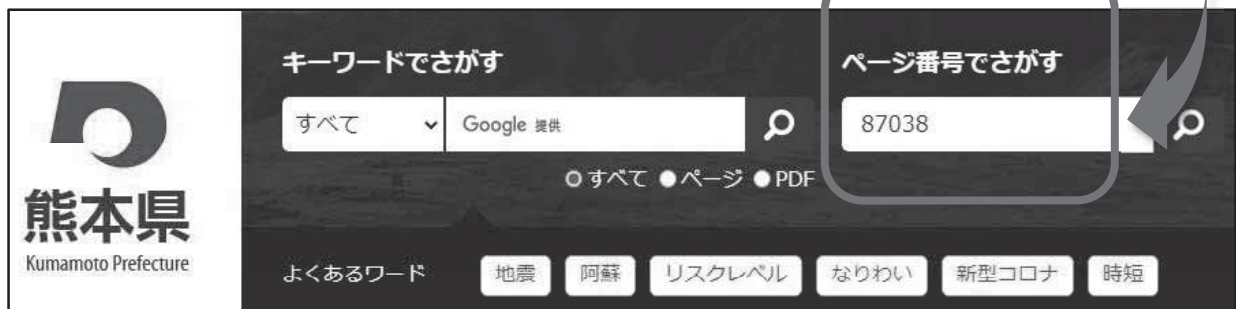 キーワードでさがす
ページ番号でさがす
すべて
Google 提供
87038
すべて ページ PDF
熊本県
Kumamoto Prefecture
よくあるワード 地震 阿蘇 リスクレベル なりわい 新型コロナ 時短